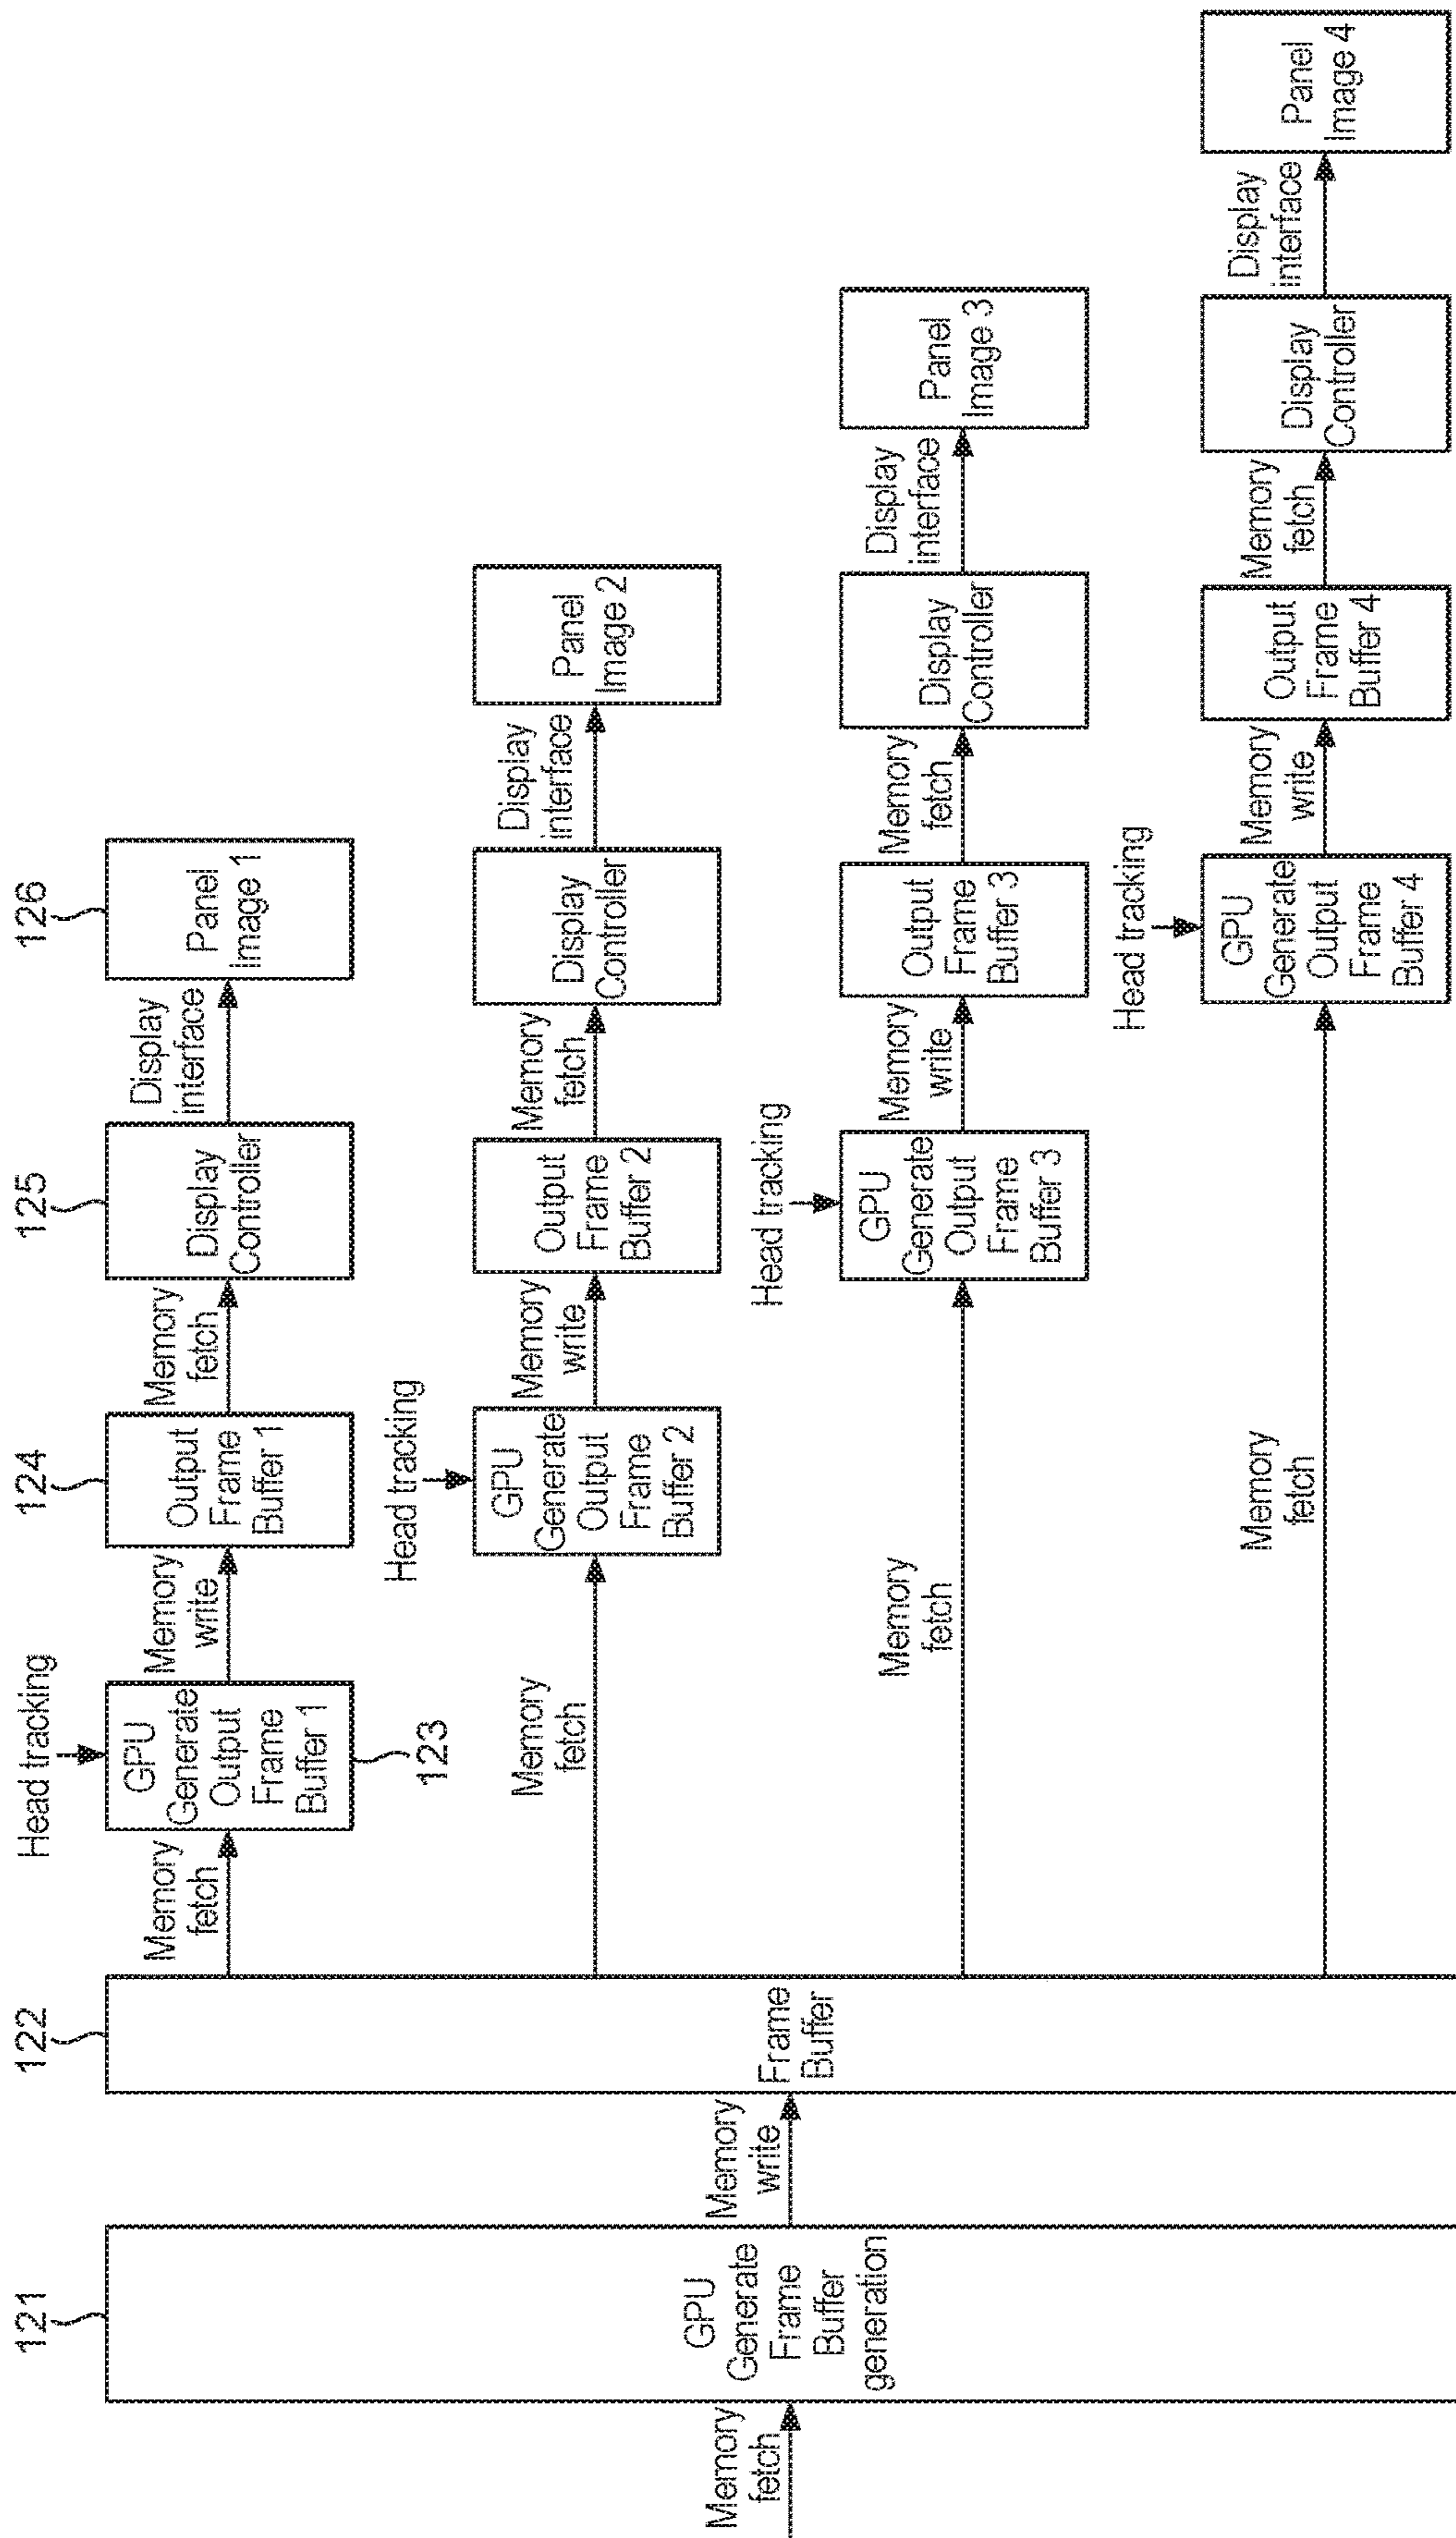 121
122
Memory
fetch
GPU
Generate
Frame
Buffer
generation
Memory
write
Frame
Buffer
Head tracking
124
125
126
Memory
fetch
GPU
Generate
Output
Frame
Buffer 1
123
Memory
write
Output
Frame
Buffer 1
Memory
fetch
Display
Controller
Display
interface
Panel
Image 1
Head tracking
Memory
fetch
GPU
Generate
Output
Frame
Buffer 2
Memory
write
Output
Frame
Buffer 2
Memory
fetch
Display
Controller
Display
interface
Panel
Image 2
Head tracking
Memory
fetch
GPU
Generate
Output
Frame
Buffer 3
Memory
write
Output
Frame
Buffer 3
Memory
fetch
Display
Controller
Display
interface
Panel
Image 3
Head tracking
Memory
fetch
GPU
Generate
Output
Frame
Buffer 4
Memory
write
Output
Frame
Buffer 4
Memory
fetch
Display
Controller
Display
interface
Panel
Image 4